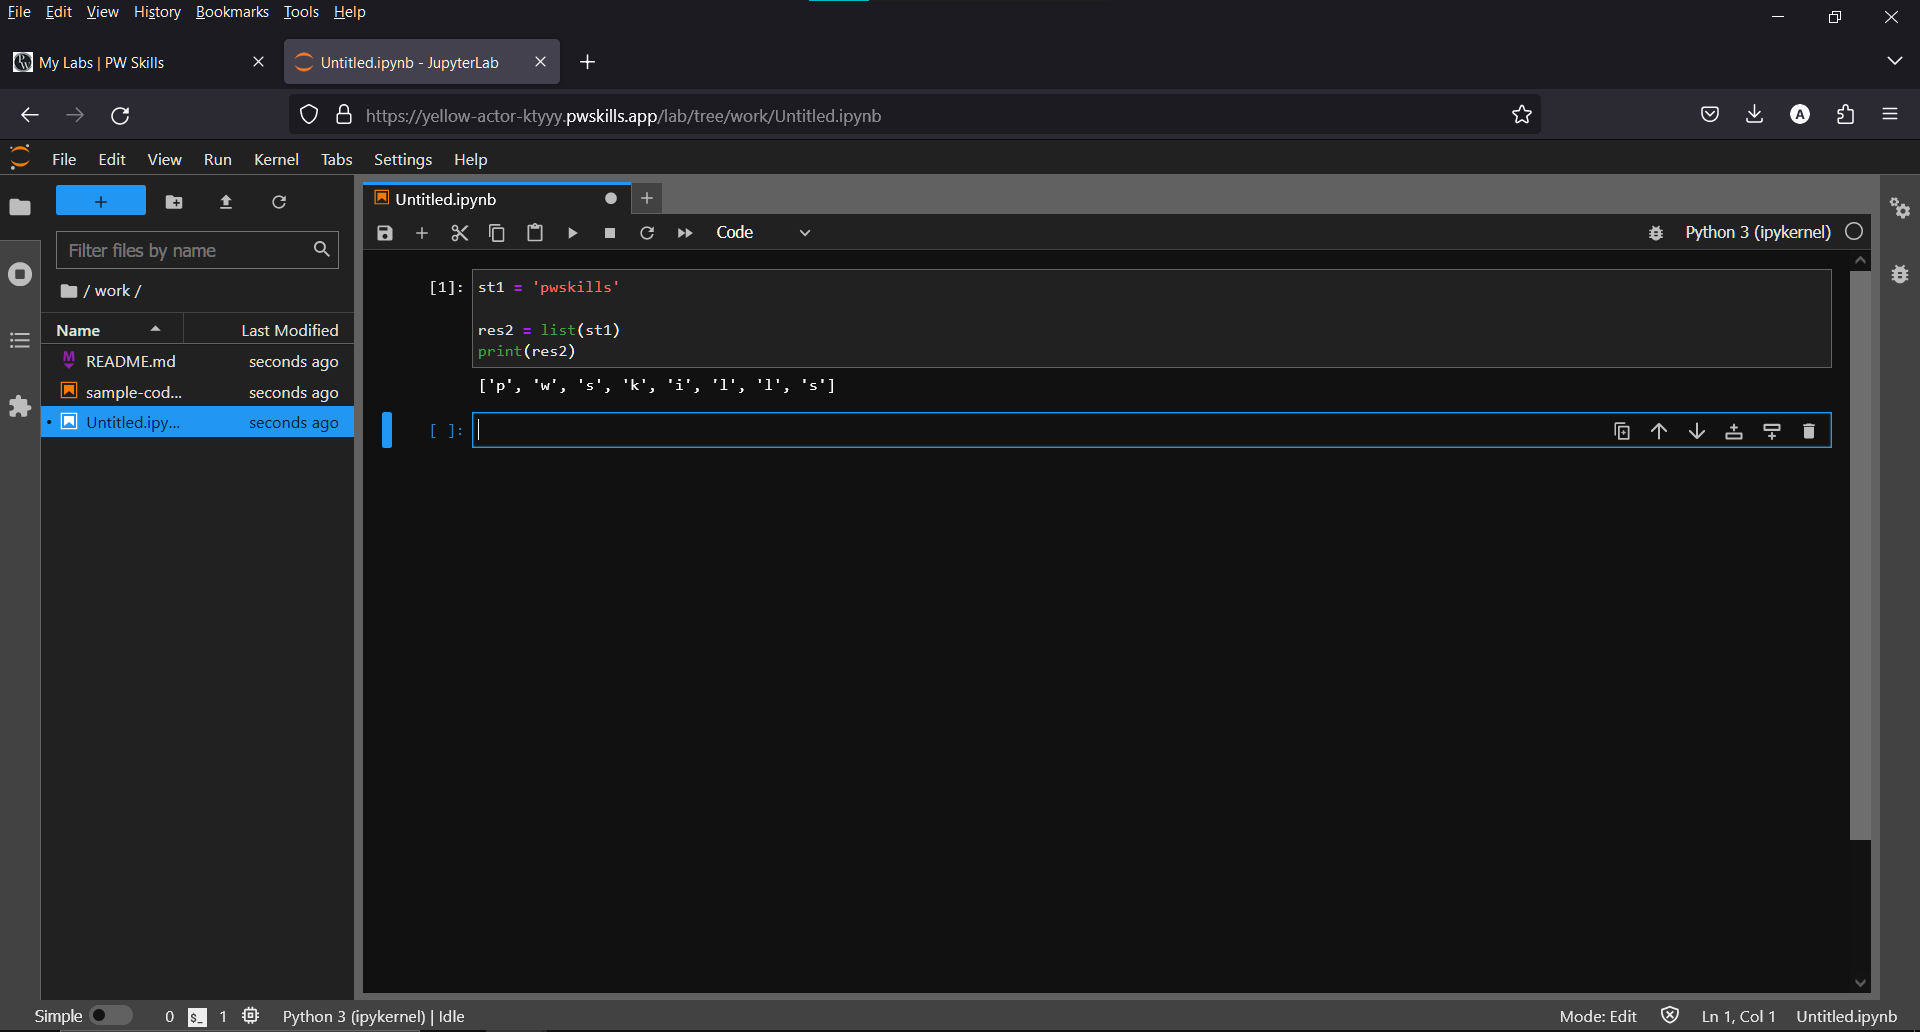 File Edit View History Bookmarks Tools Help
My Labs | PW Skills
Untitled.ipynb - JupyterLab
https://yellow-actor-ktyyy.pwskills.app/lab/tree/work/Untitled.ipynb
A
File Edit View Run Kernel Tabs Settings Help
Untitled.ipynb
Code
Python 3 (ipykernel)
Filter files by name
/ work /
Name Last Modified
README.md seconds ago
sample-cod... seconds ago
Untitled.ipy... seconds ago
[1]: st1 = 'pwskills'
res2 = list(st1)
print(res2)
['p', 'w', 's', 'k', 'i', 'l', 'l', 's']
[ ]:
Simple 0 $_ 1 Python 3 (ipykernel) | Idle
Mode: Edit Ln 1, Col 1 Untitled.ipynb